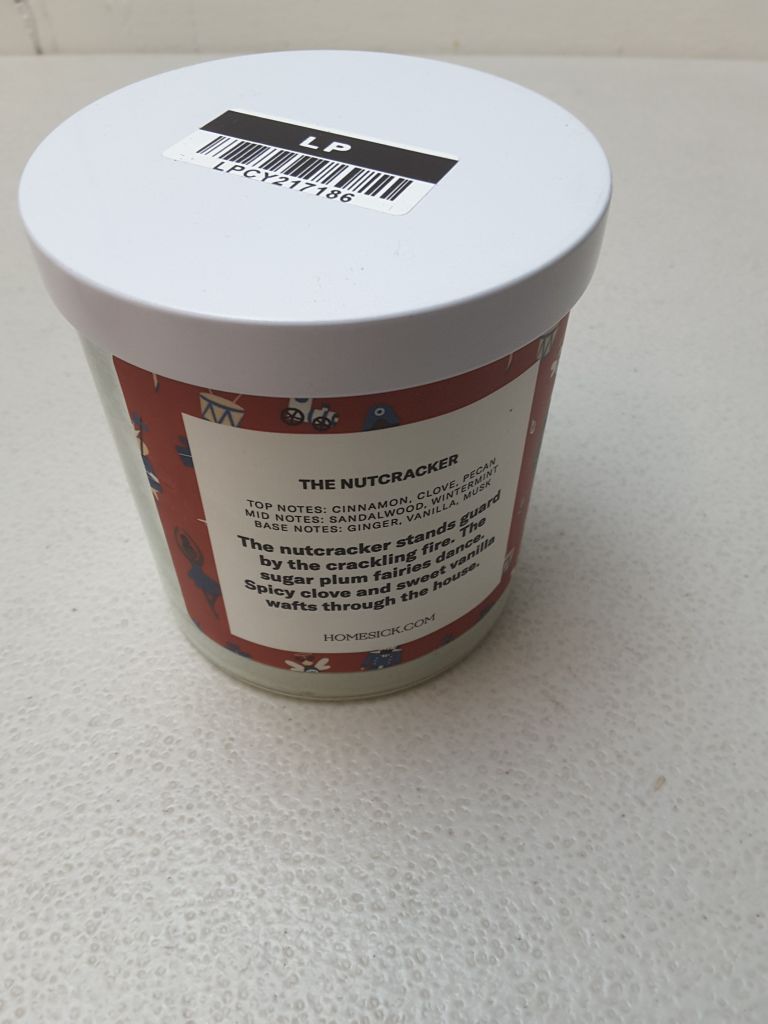 LP
LPCY217186
THE NUTCRACKER
TOP NOTES: CINNAMON, CLOVE, PECAN
MID NOTES: SANDALWOOD, WINTERMINT
BASE NOTES: GINGER, VANILLA, MUSK
The nutcracker stands guard
by the crackling fire. The
sugar plum fairies dance.
Spicy clove and sweet vanilla
wafts through the house.
HOMESICK.COM